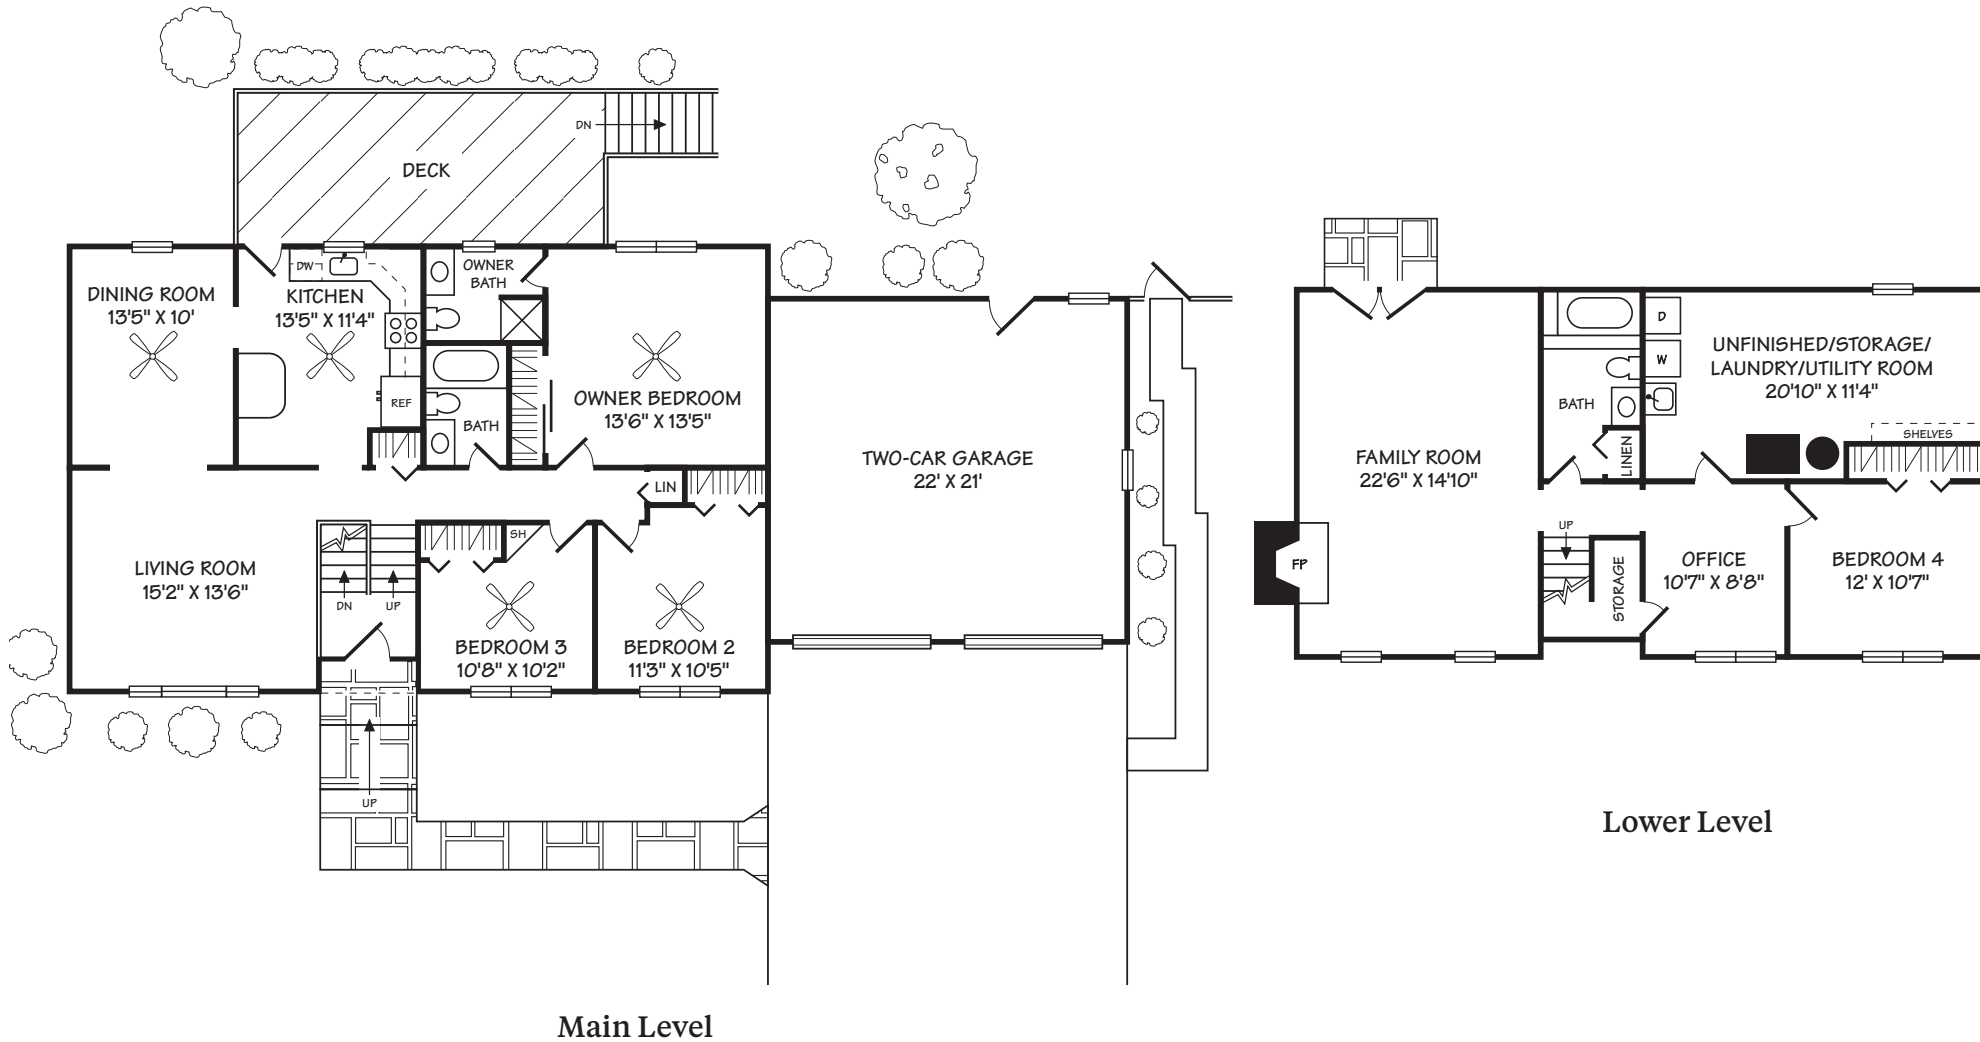 DN
DECK
DINING ROOM
13'5" X 10'
DW
KITCHEN
13'5" X 11'4"
REF
OWNER
BATH
BATH
OWNER BEDROOM
13'6" X 13'5"
LIN
LIVING ROOM
15'2" X 13'6"
DN
UP
SH
BEDROOM 3
10'8" X 10'2"
BEDROOM 2
11'3" X 10'5"
UP
TWO-CAR GARAGE
22' X 21'
Main Level
FAMILY ROOM
22'6" X 14'10"
FP
BATH
LINEN
D
W
UNFINISHED/STORAGE/
LAUNDRY/UTILITY ROOM
20'10" X 11'4"
SHELVES
UP
STORAGE
OFFICE
10'7" X 8'8"
BEDROOM 4
12' X 10'7"
Lower Level